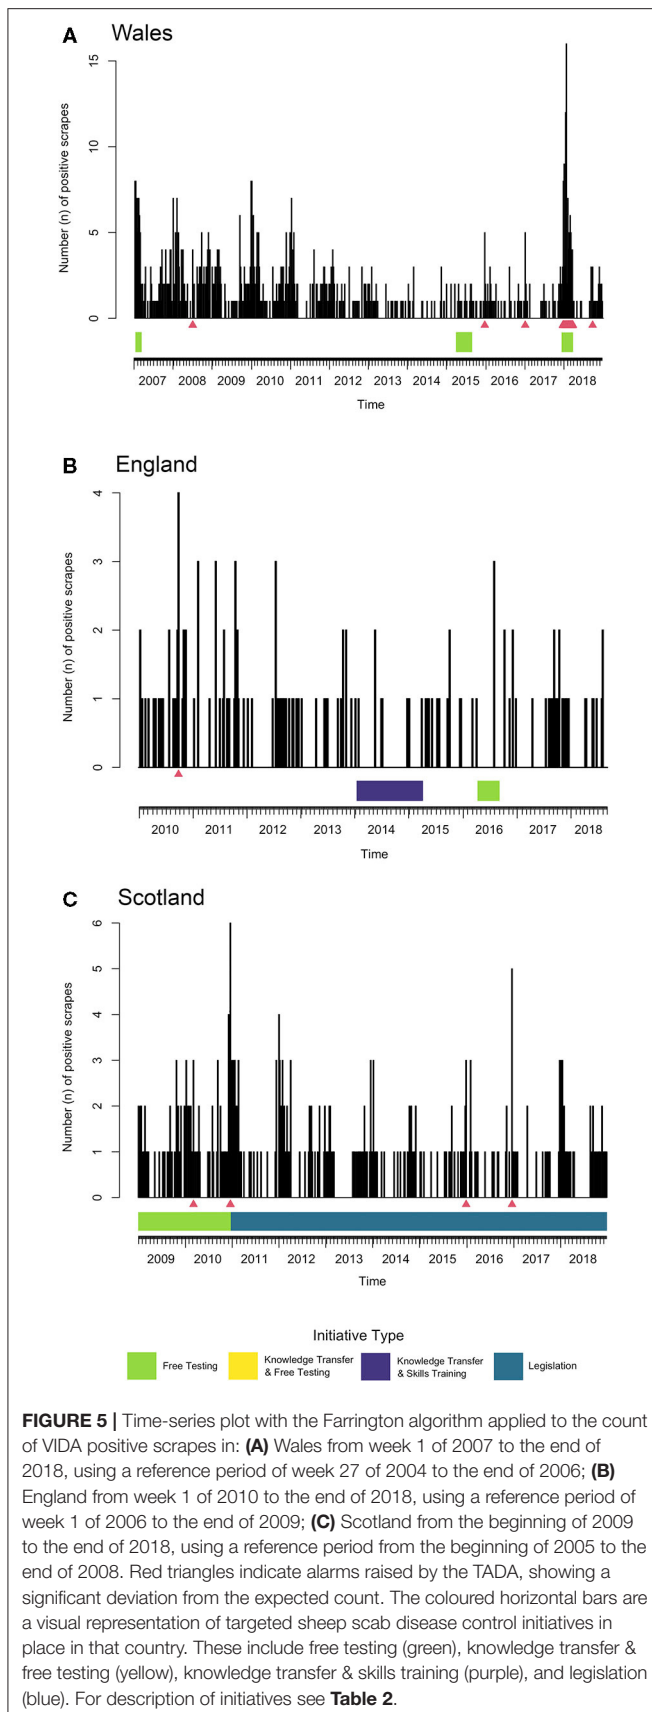 A Wales
15
10
5
0
Number (n) of positive scrapes
2007 2008 2009 2010 2011 2012 2013 2014 2015 2016 2017 2018
Time
B England
4
3
2
1
0
Number (n) of positive scrapes
2010 2011 2012 2013 2014 2015 2016 2017 2018
Time
C Scotland
6
5
4
3
2
1
0
Number (n) of positive scrapes
2009 2010 2011 2012 2013 2014 2015 2016 2017 2018
Time
Initiative Type
Free Testing
Knowledge Transfer
& Free Testing
Knowledge Transfer
& Skills Training
Legislation
FIGURE 5 | Time-series plot with the Farrington algorithm applied to the count
of VIDA positive scrapes in: (A) Wales from week 1 of 2007 to the end of
2018, using a reference period of week 27 of 2004 to the end of 2006; (B)
England from week 1 of 2010 to the end of 2018, using a reference period of
week 1 of 2006 to the end of 2009; (C) Scotland from the beginning of 2009
to the end of 2018, using a reference period from the beginning of 2005 to the
end of 2008. Red triangles indicate alarms raised by the TADA, showing a
significant deviation from the expected count. The coloured horizontal bars are
a visual representation of targeted sheep scab disease control initiatives in
place in that country. These include free testing (green), knowledge transfer &
free testing (yellow), knowledge transfer & skills training (purple), and legislation
(blue). For description of initiatives see Table 2.